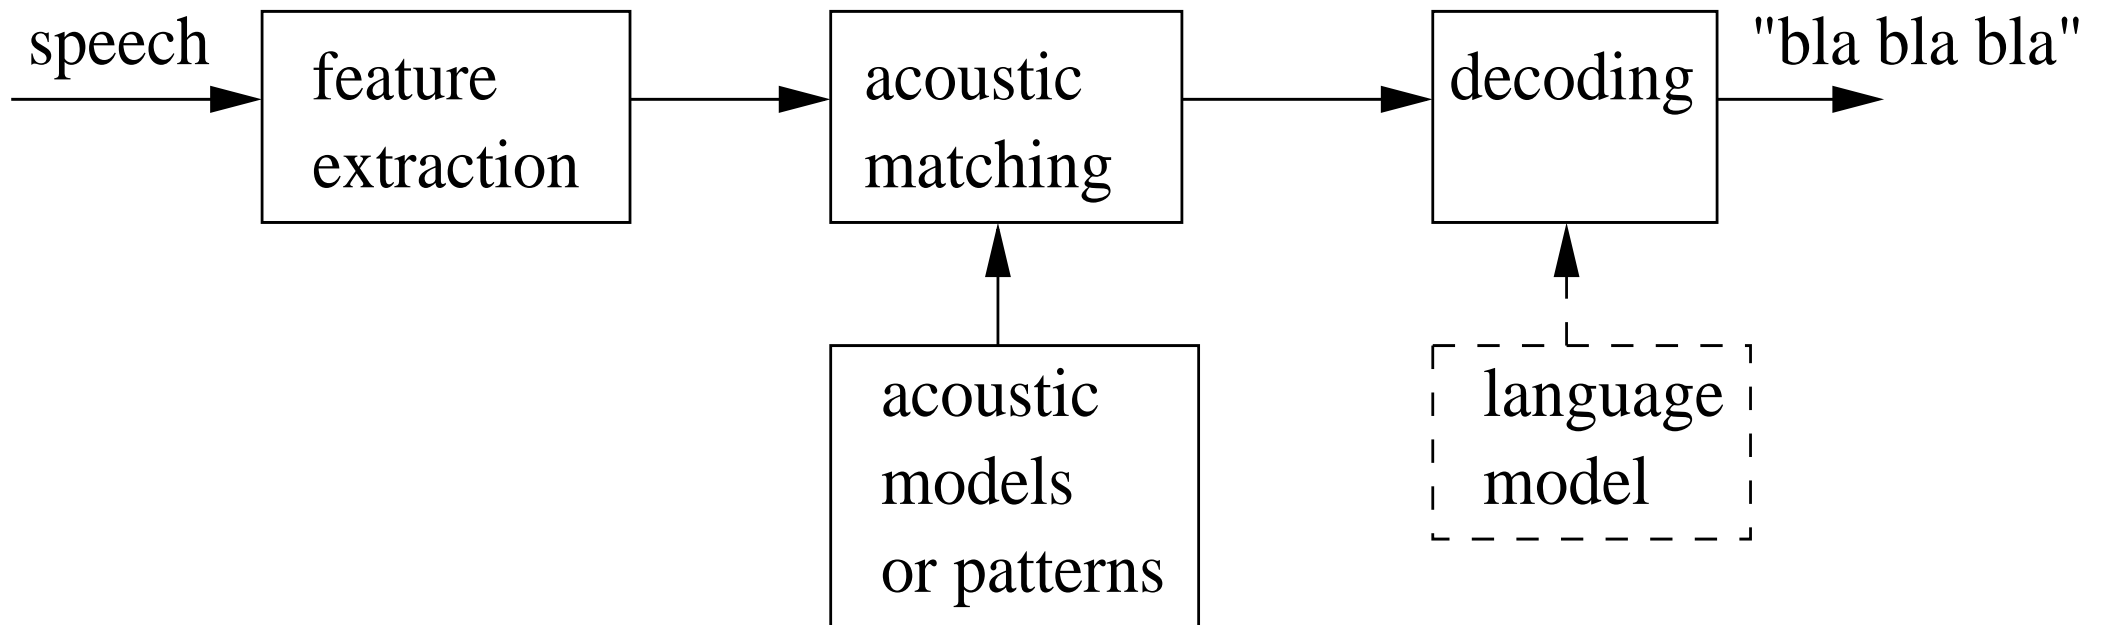 speech
feature
extraction
acoustic
matching
decoding
"bla bla bla"
acoustic
models
or patterns
language
model